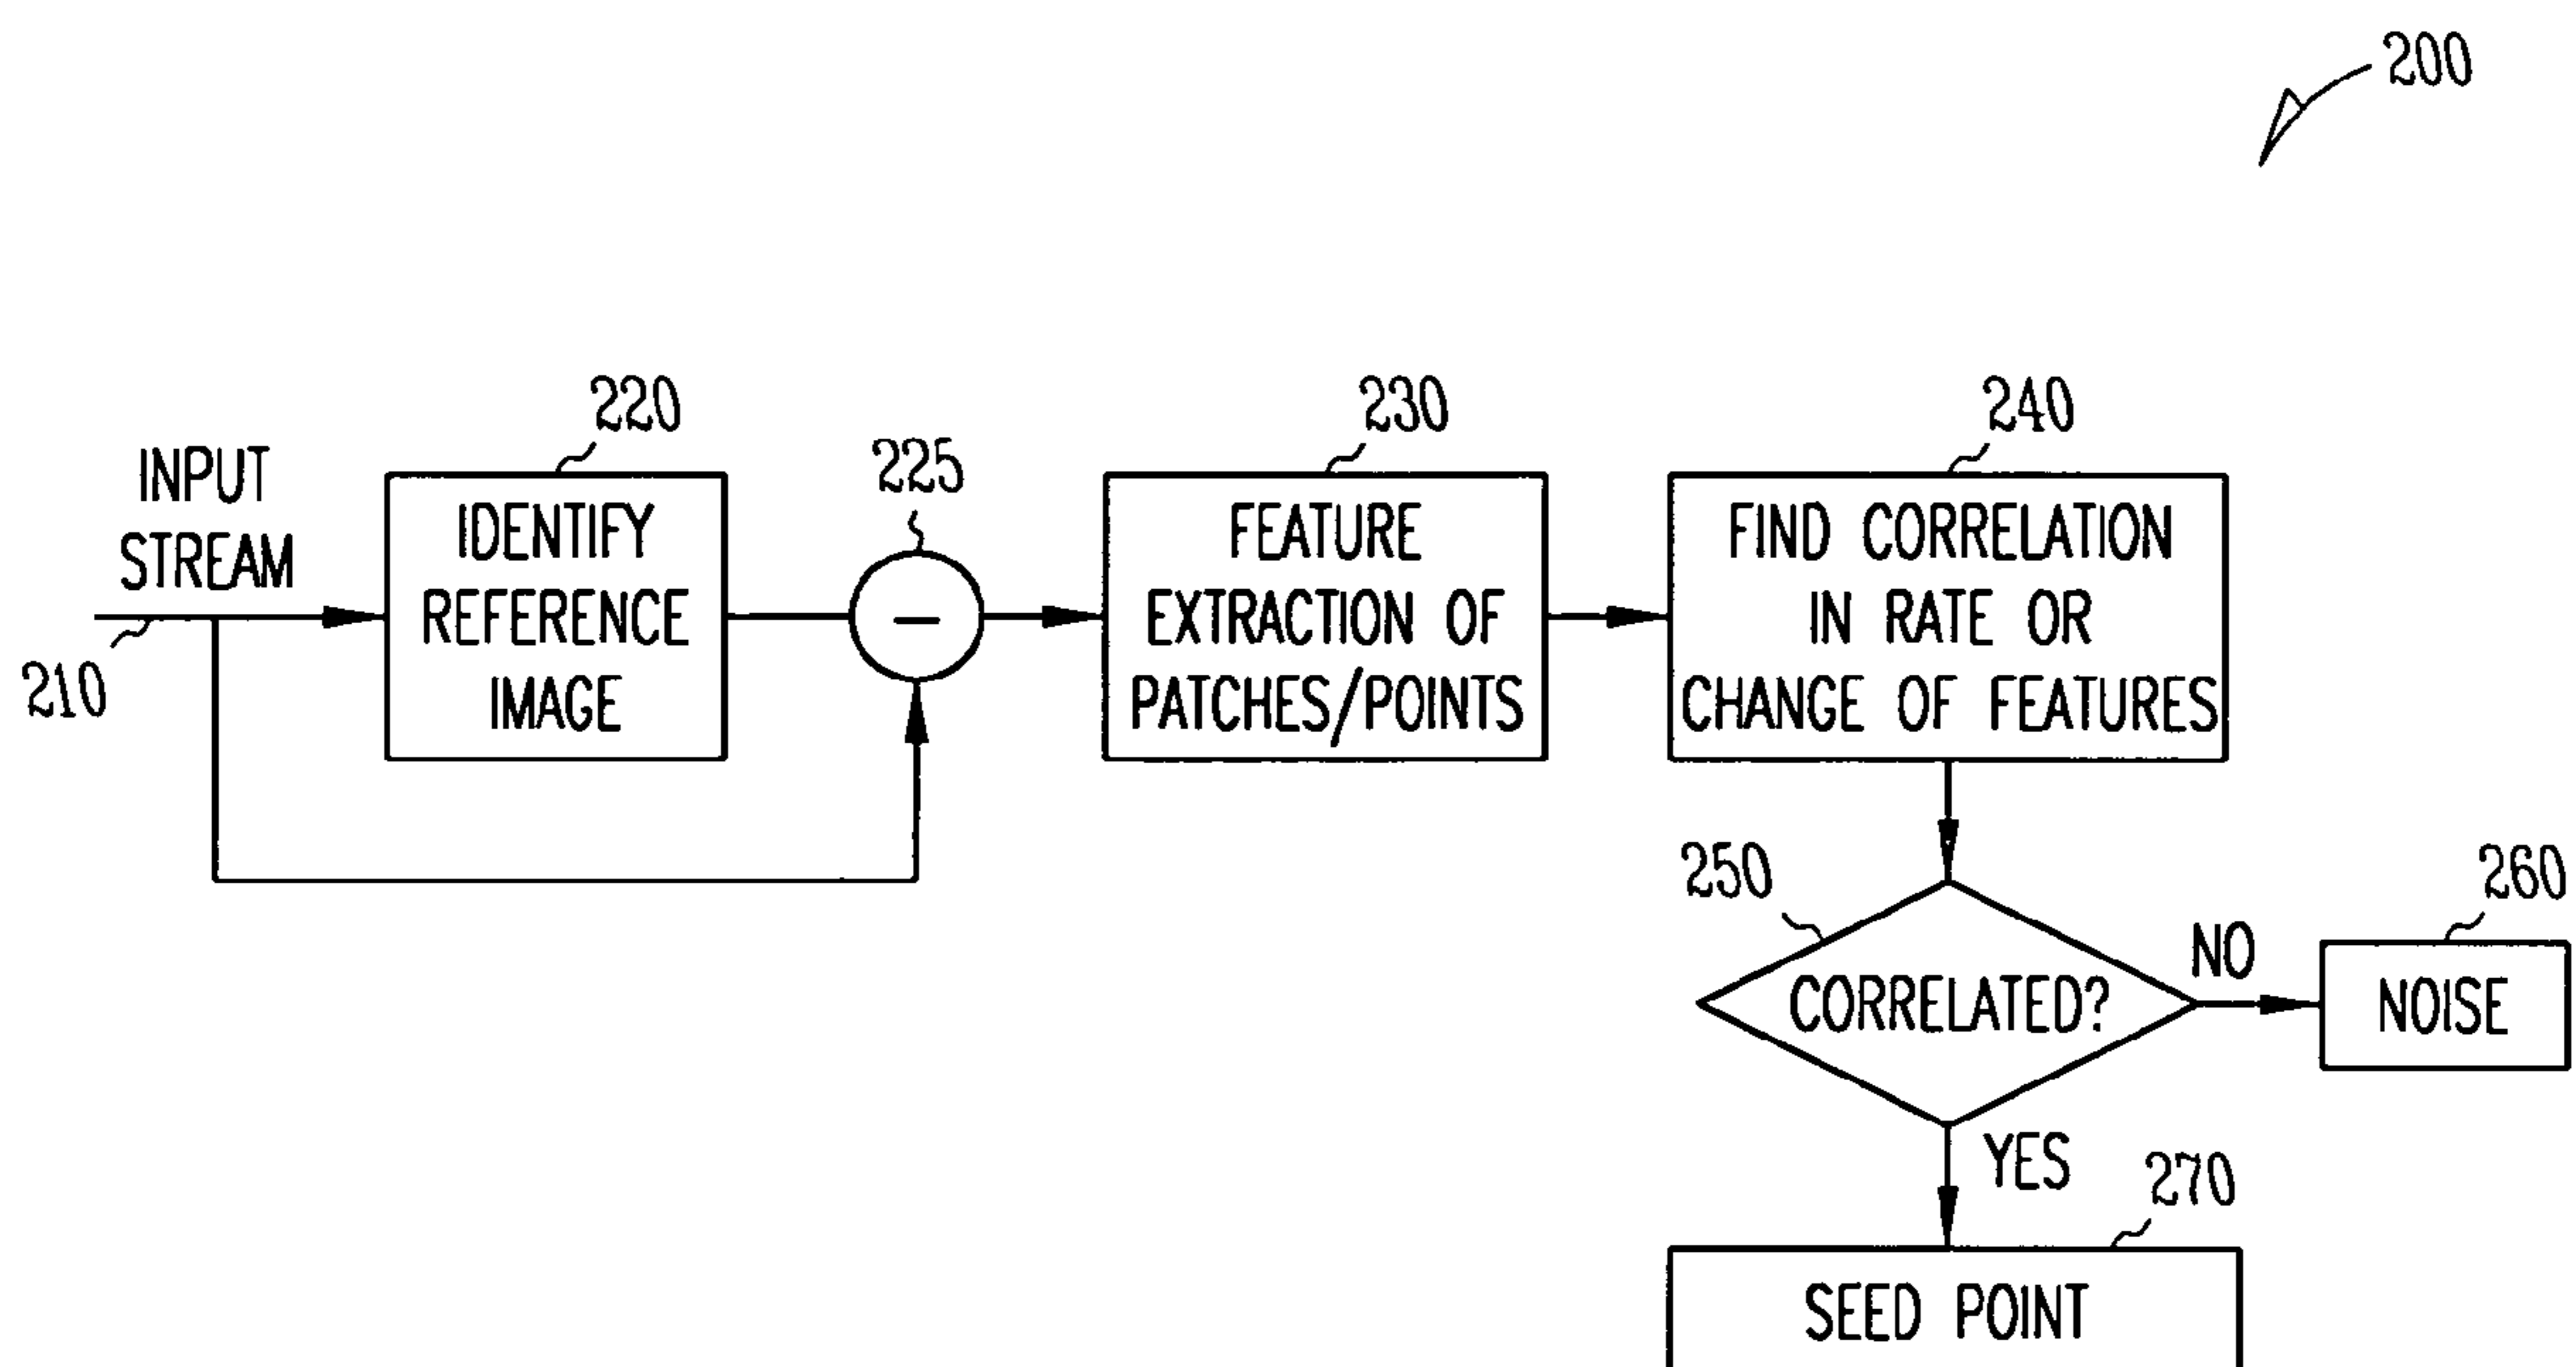 200
220
230
240
225
INPUT
STREAM
210
IDENTIFY
REFERENCE
IMAGE
−
FEATURE
EXTRACTION OF
PATCHES/POINTS
FIND CORRELATION
IN RATE OR
CHANGE OF FEATURES
250
CORRELATED?
NO
260
NOISE
YES
270
SEED POINT